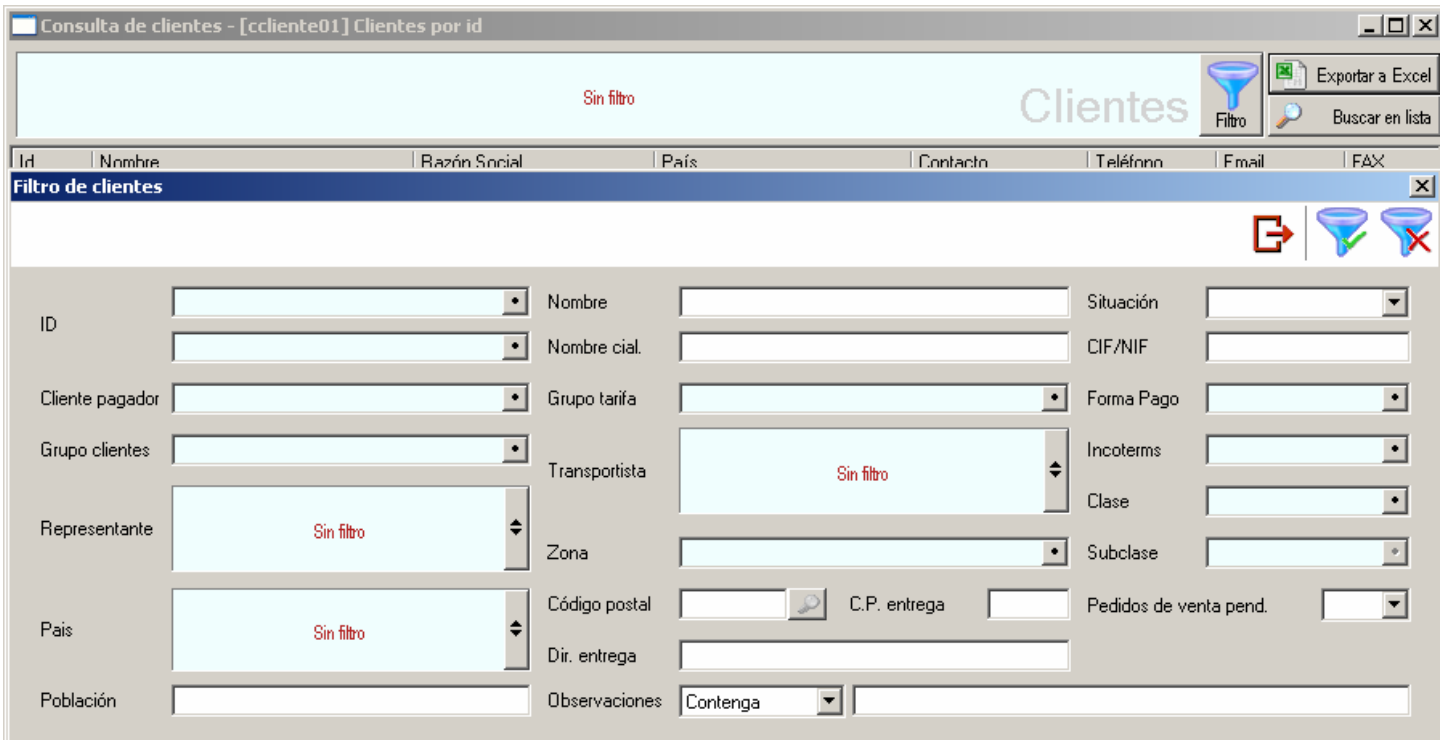 Consulta de clientes - [ccliente01] Clientes por id
Sin filtro
Clientes
Filtro
Exportar a Excel
Buscar en lista
Id Nombre Razón Social País Contacto Teléfono Email FAX
Filtro de clientes
ID Nombre Situación
Nombre cial. CIF/NIF
Cliente pagador Grupo tarifa Forma Pago
Grupo clientes Incoterms
Transportista Sin filtro
Clase
Representante Sin filtro
Zona Subclase
Código postal C.P. entrega Pedidos de venta pend.
Pais Sin filtro
Dir. entrega
Población Observaciones Contenga